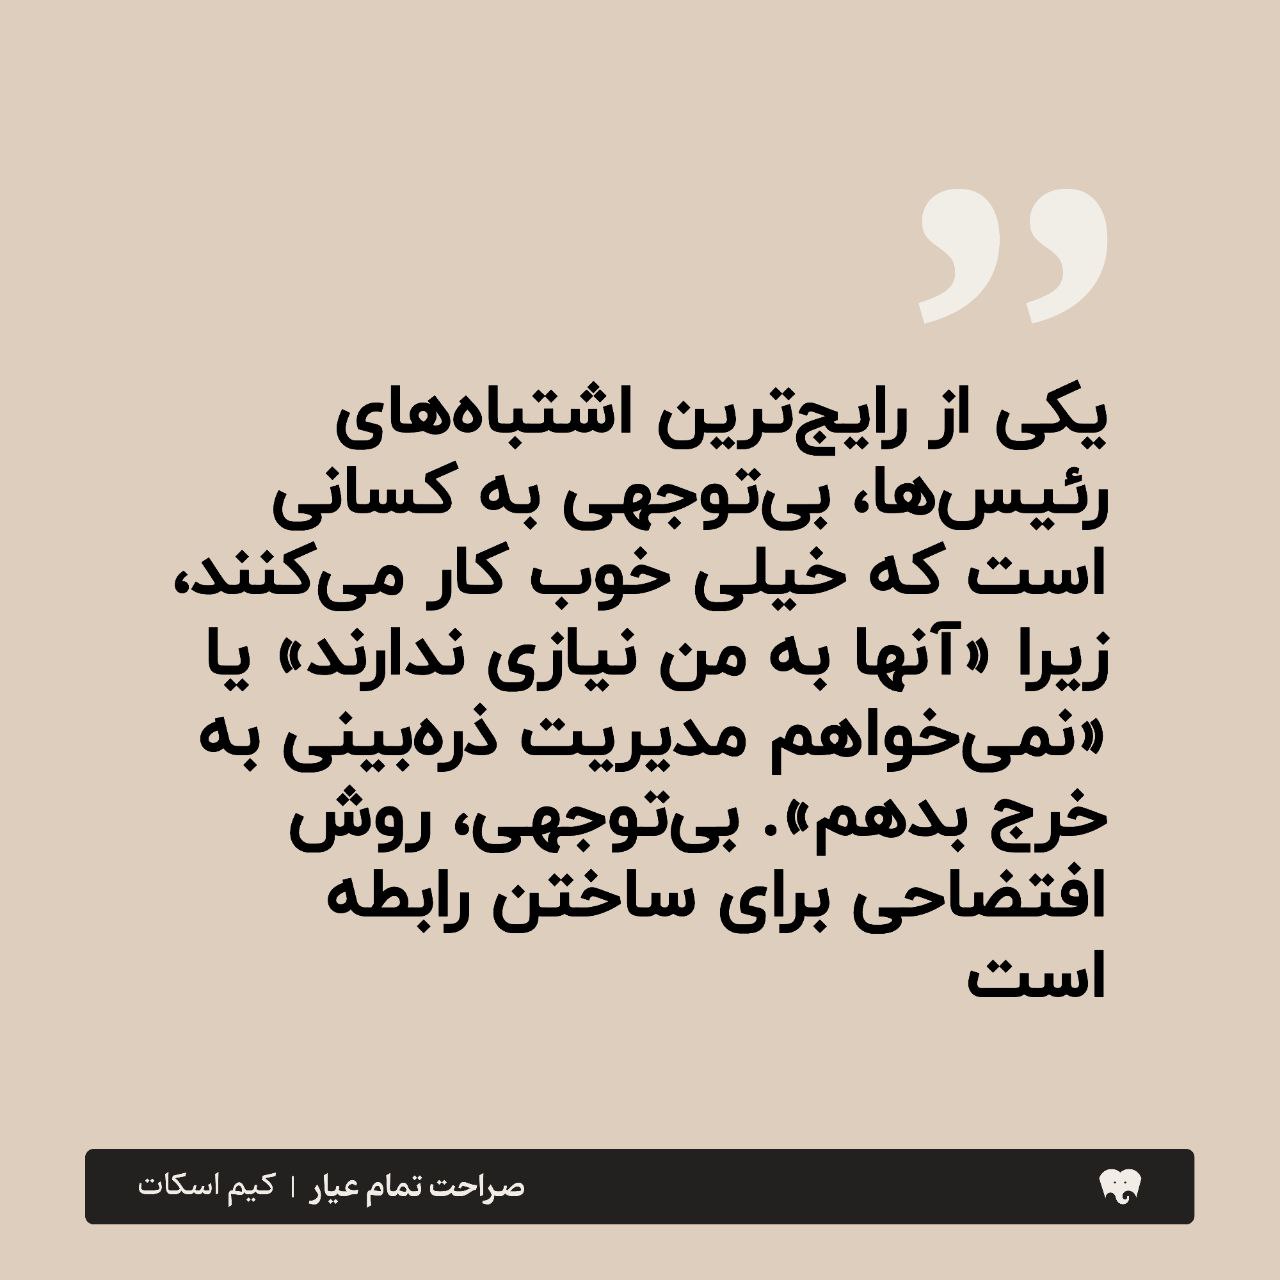 ”
یکی از رایج‌ترین اشتباه‌های
رئیس‌ها، بی‌توجهی به کسانی
است که خیلی خوب کار می‌کنند،
زیرا «آنها به من نیازی ندارند» یا
«نمی‌خواهم مدیریت ذره‌بینی به
خرج بدهم». بی‌توجهی، روش
افتضاحی برای ساختن رابطه
است
صراحت تمام عیار | کیم اسکات